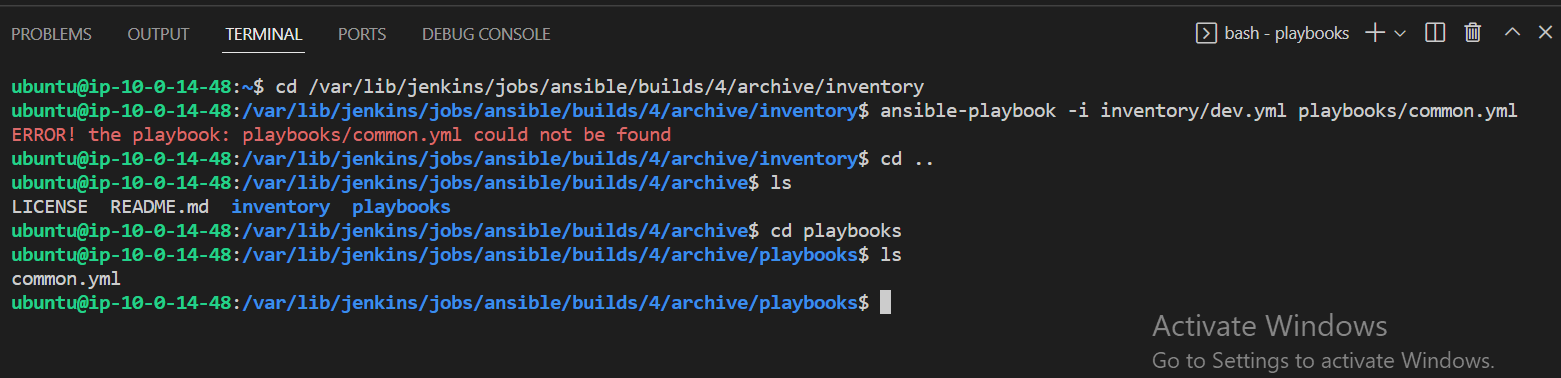 PROBLEMS OUTPUT TERMINAL PORTS DEBUG CONSOLE bash - playbooks
ubuntu@ip-10-0-14-48:~$ cd /var/lib/jenkins/jobs/ansible/builds/4/archive/inventory
ubuntu@ip-10-0-14-48:/var/lib/jenkins/jobs/ansible/builds/4/archive/inventory$ ansible-playbook -i inventory/dev.yml playbooks/common.yml
ERROR! the playbook: playbooks/common.yml could not be found
ubuntu@ip-10-0-14-48:/var/lib/jenkins/jobs/ansible/builds/4/archive/inventory$ cd ..
ubuntu@ip-10-0-14-48:/var/lib/jenkins/jobs/ansible/builds/4/archive$ ls
LICENSE  README.md  inventory  playbooks
ubuntu@ip-10-0-14-48:/var/lib/jenkins/jobs/ansible/builds/4/archive$ cd playbooks
ubuntu@ip-10-0-14-48:/var/lib/jenkins/jobs/ansible/builds/4/archive/playbooks$ ls
common.yml
ubuntu@ip-10-0-14-48:/var/lib/jenkins/jobs/ansible/builds/4/archive/playbooks$
Activate Windows
Go to Settings to activate Windows.